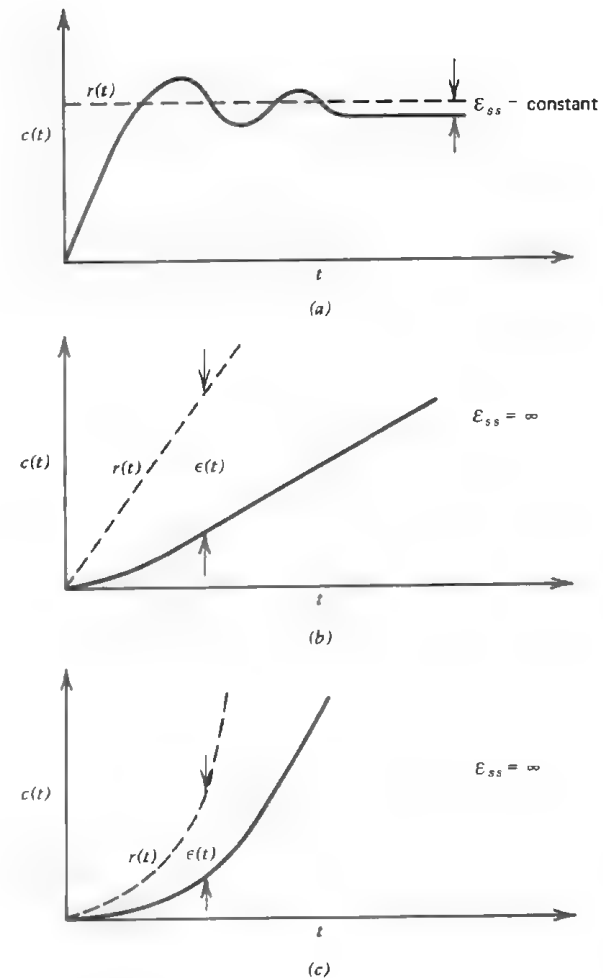 r(t)
ℰss – constant
c(t)
t
(a)
ℰss = ∞
c(t)
r(t)
ϵ(t)
t
(b)
ℰss = ∞
c(t)
r(t)
ϵ(t)
t
(c)